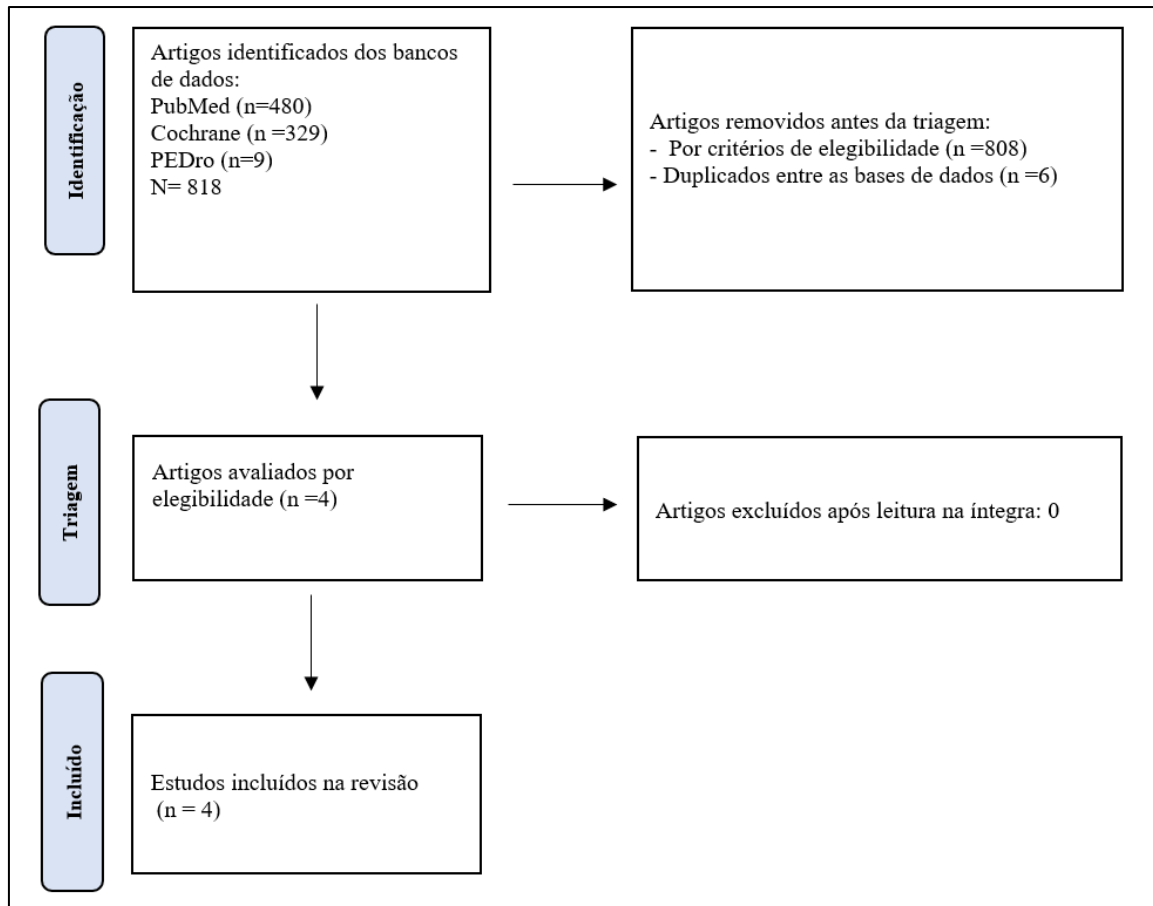 Identificação
Artigos identificados dos bancos
de dados:
PubMed (n=480)
Cochrane (n =329)
PEDro (n=9)
N= 818
Artigos removidos antes da triagem:
- Por critérios de elegibilidade (n =808)
- Duplicados entre as bases de dados (n =6)
Triagem
Artigos avaliados por
elegibilidade (n =4)
Artigos excluídos após leitura na íntegra: 0
Incluído
Estudos incluídos na revisão
(n = 4)